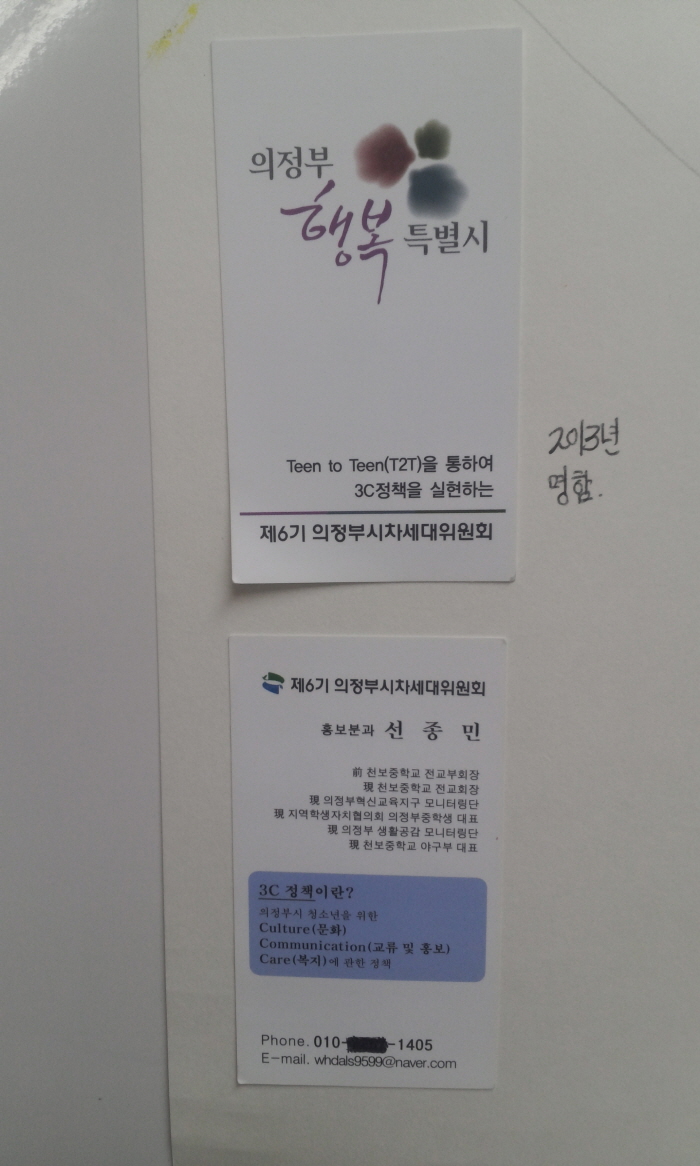 의정부
행복 특별시
Teen to Teen(T2T)을 통하여
3C정책을 실현하는
제6기 의정부시차세대위원회
2013년
명함.
제6기 의정부시차세대위원회
홍보분과 선 종 민
前 천보중학교 전교부회장
現 천보중학교 전교회장
現 의정부혁신교육지구 모니터링단
現 지역학생자치협의회 의정부중학생 대표
現 의정부 생활공감 모니터링단
現 천보중학교 야구부 대표
3C 정책이란?
의정부시 청소년을 위한
Culture(문화)
Communication(교류 및 홍보)
Care(복지)에 관한 정책
Phone. 010- -1405
E-mail. whdals9599@naver.com